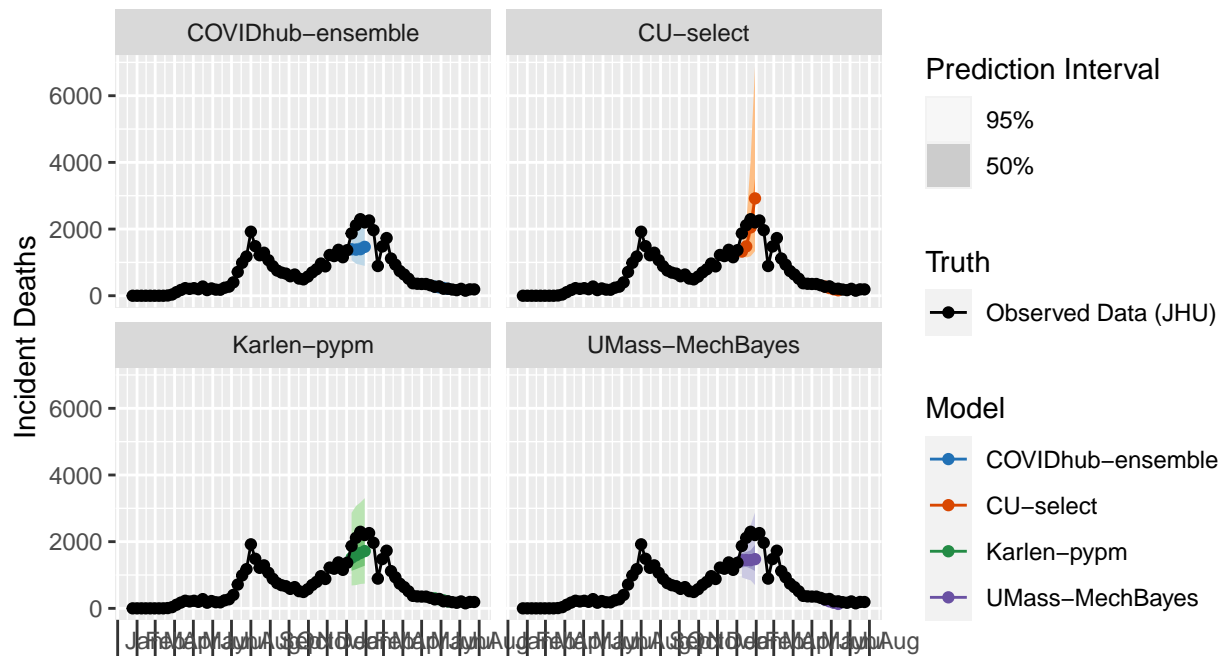 COVIDhub−ensemble
CU−select
6000
4000
2000
0
Karlen−pypm
UMass−MechBayes
6000
4000
2000
0
Incident Deaths
Prediction Interval
95%
50%
Truth
Observed Data (JHU)
Model
COVIDhub−ensemble
CU−select
Karlen−pypm
UMass−MechBayes